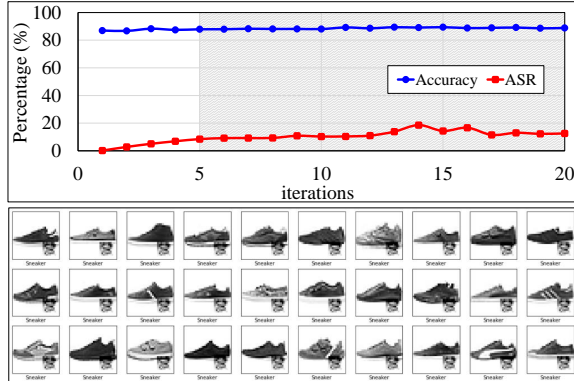 100
80
60
40
20
0
Percentage (%)
Accuracy ASR
0 5 10 15 20
iterations
Sneaker Sneaker Sneaker Sneaker Sneaker Sneaker Sneaker Sneaker Sneaker Sneaker
Sneaker Sneaker Sneaker Sneaker Sneaker Sneaker Sneaker Sneaker Sneaker Sneaker
Sneaker Sneaker Sneaker Sneaker Sneaker Sneaker Sneaker Sneaker Sneaker Sneaker